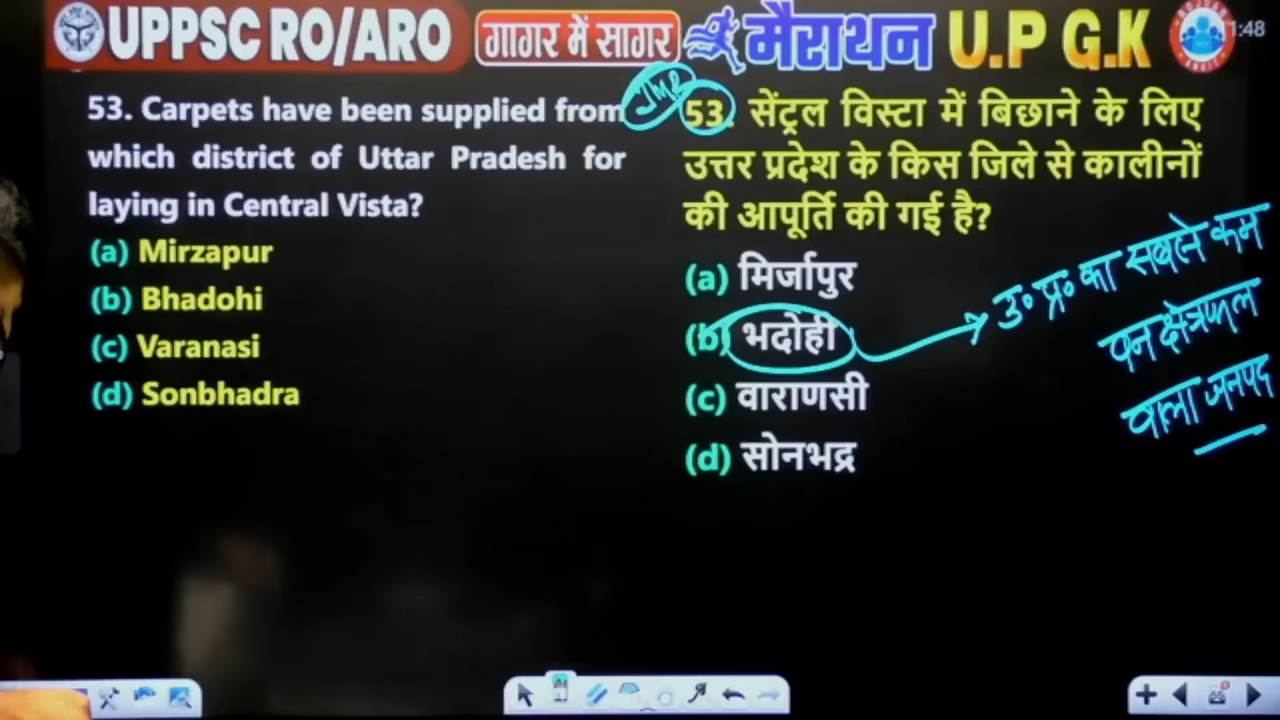 UPPSC RO/ARO गागर में सागर मैराथन U.P G.K
1:48
53. Carpets have been supplied from
which district of Uttar Pradesh for
laying in Central Vista?
(a) Mirzapur
(b) Bhadohi
(c) Varanasi
(d) Sonbhadra
53. सेंट्रल विस्टा में बिछाने के लिए
उत्तर प्रदेश के किस जिले से कालीनों
की आपूर्ति की गई है?
(a) मिर्जापुर
(b) भदोही
(c) वाराणसी
(d) सोनभद्र
उ॰ प्र॰ का सबसे कम
वन क्षेत्रफल
वाला जनपद